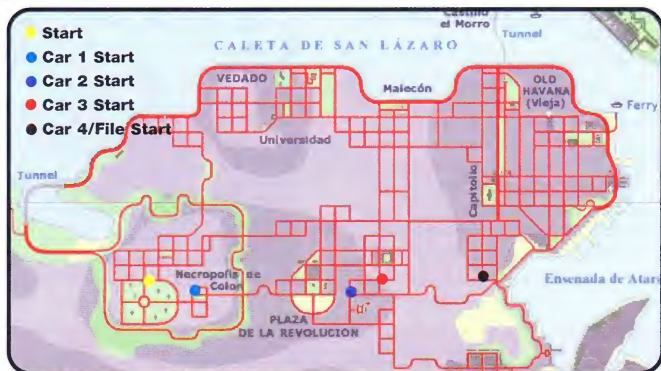 Start
Car 1 Start
Car 2 Start
Car 3 Start
Car 4/File Start
Castillo
el Morro
Tunnel
CALETA DE SAN LÁZARO
VEDADO
Malecón
OLD
HAVANA
(Vieja)
Ferry
Universidad
Tunnel
Capitolio
Necropolis de
Colon
Ensenada de Atare
PLAZA
DE LA REVOLUCION